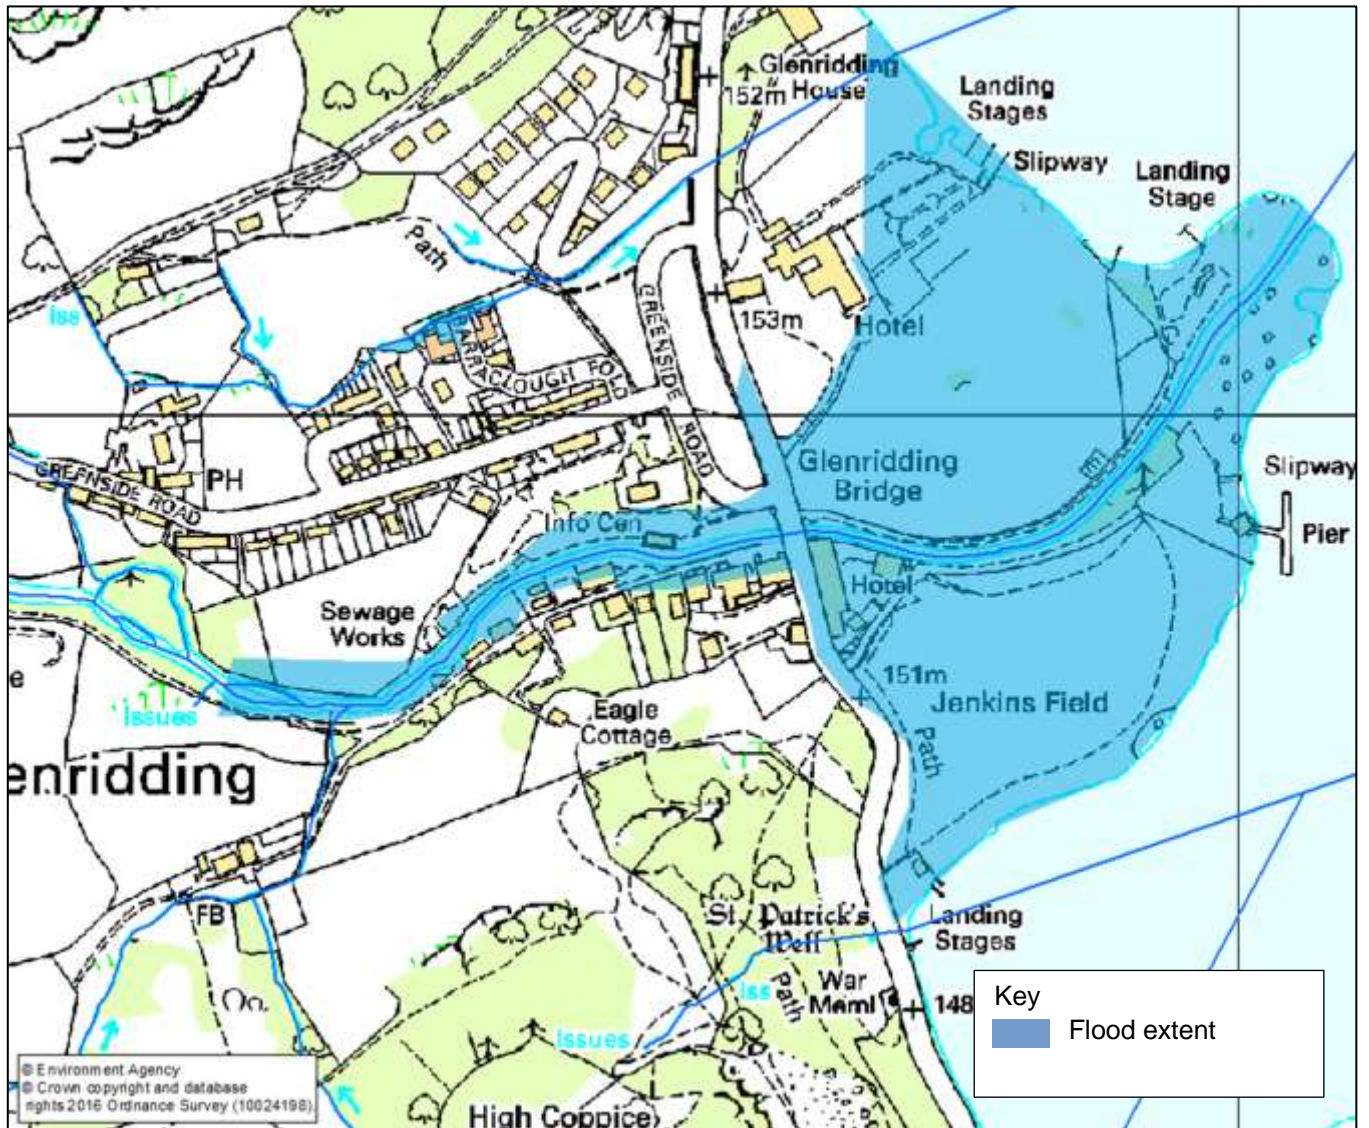 Glenridding
House
152m
Landing
Stages
Slipway
Landing
Stage
Path
Iss
GREENSIDE ROAD
153m
Hotel
BARRACLOUGH FOLD
GREENSIDE ROAD
PH
Glenridding
Bridge
Slipway
Pier
Info Cen
Hotel
Sewage
Works
151m
Jenkins Field
Issues
Eagle
Cottage
Path
enridding
FB
St. Patrick's
Well
Landing
Stages
War
Meml
Path
Iss
148
Issues
High Coppice
Key
Flood extent
© Environment Agency
© Crown copyright and database
rights 2016 Ordnance Survey (10024198).